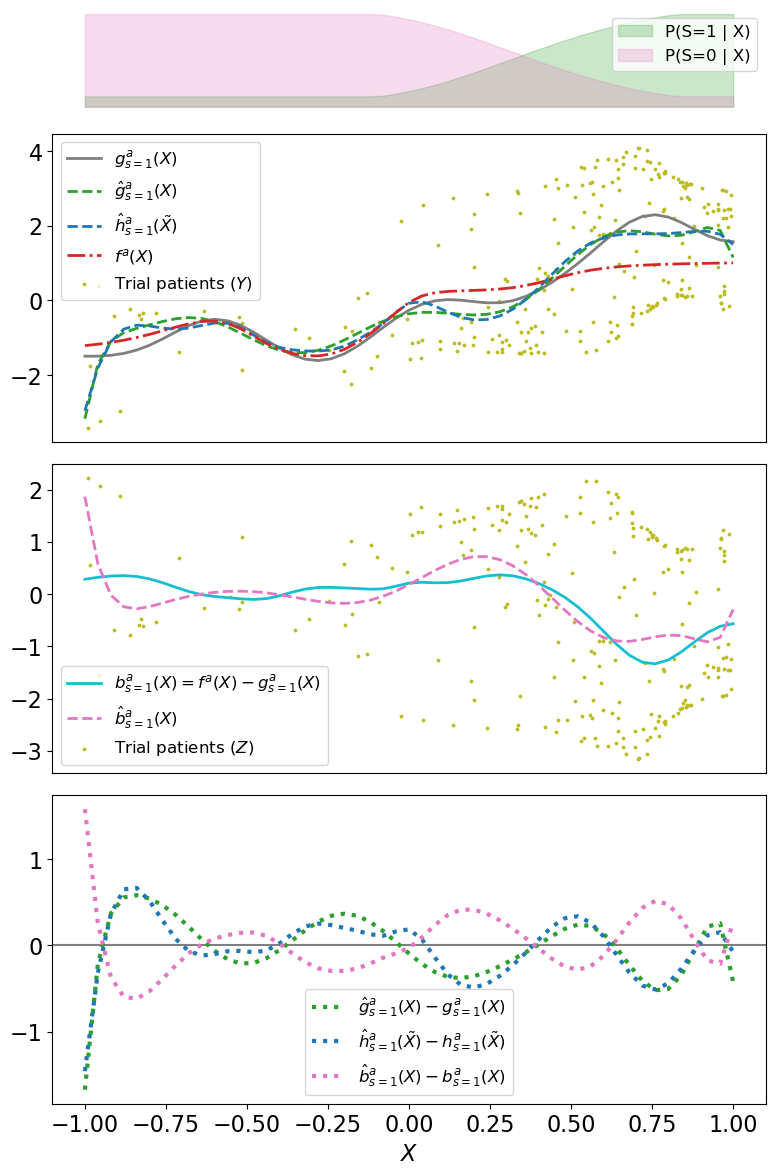 P(S=1 | X)
P(S=0 | X)
4
2
0
−2
g^a_{s=1}(X)
ĝ^a_{s=1}(X)
ĥ^a_{s=1}(X̃)
f^a(X)
Trial patients (Y)
2
1
0
−1
−2
−3
b^a_{s=1}(X) = f^a(X) − g^a_{s=1}(X)
b̂^a_{s=1}(X)
Trial patients (Z)
1
0
−1
ĝ^a_{s=1}(X) − g^a_{s=1}(X)
ĥ^a_{s=1}(X̃) − h^a_{s=1}(X̃)
b̂^a_{s=1}(X) − b^a_{s=1}(X)
−1.00 −0.75 −0.50 −0.25 0.00 0.25 0.50 0.75 1.00
X